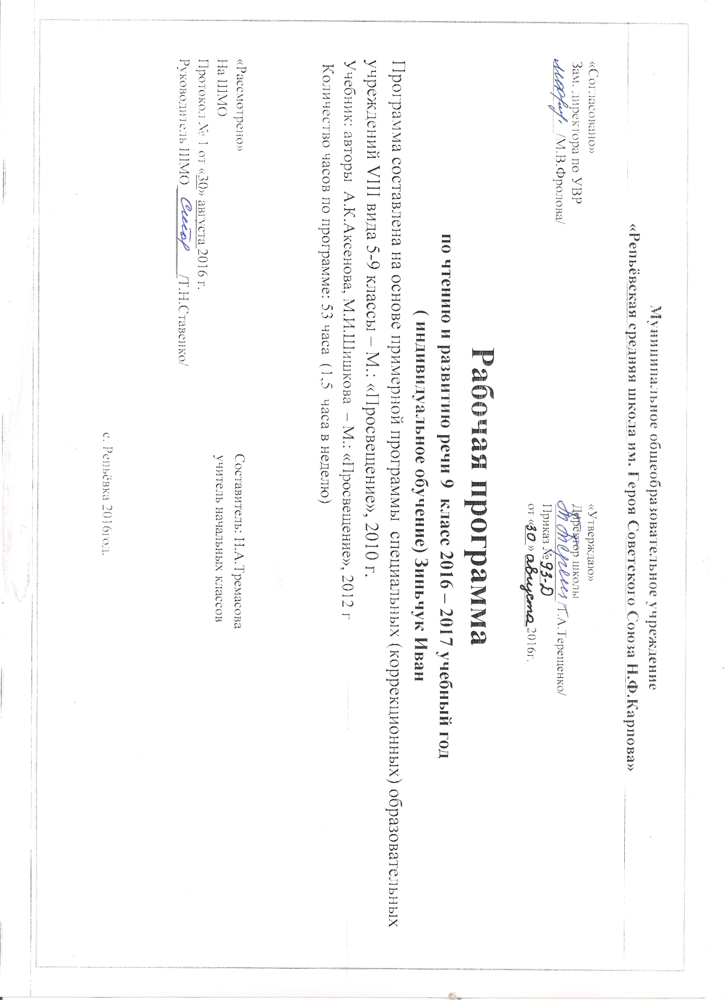 Муниципальное общеобразовательное учреждение
«Репьёвская средняя школа им. Героя Советского Союза Н.Ф.Карпова»
«Согласовано»
Зам. директора по УВР
/М.В.Фролова/
«Утверждаю»
Директор школы
/Т.А.Терещенко/
Приказ №93-Д
от «30» августа 2016г.
Рабочая программа
по чтению и развитию речи 9 класс 2016 – 2017 учебный год
( индивидуальное обучение) Зиньчук Иван
Программа составлена на основе примерной программы специальных (коррекционных) образовательных
учреждений VIII вида 5-9 классы – М.: «Просвещение», 2010 г.
Учебник: авторы А.К.Аксенова, М.И.Шишкова – М.: «Просвещение», 2012 г
Количество часов по программе: 53 часа (1,5 часа в неделю)
«Рассмотрено»
На ШМО
Протокол № 1 от «30» августа 2016 г.
Руководитель ШМО /Т.Н.Ставенко/
Составитель: Н.А.Тремасова
учитель начальных классов
с. Репьёвка 2016год.